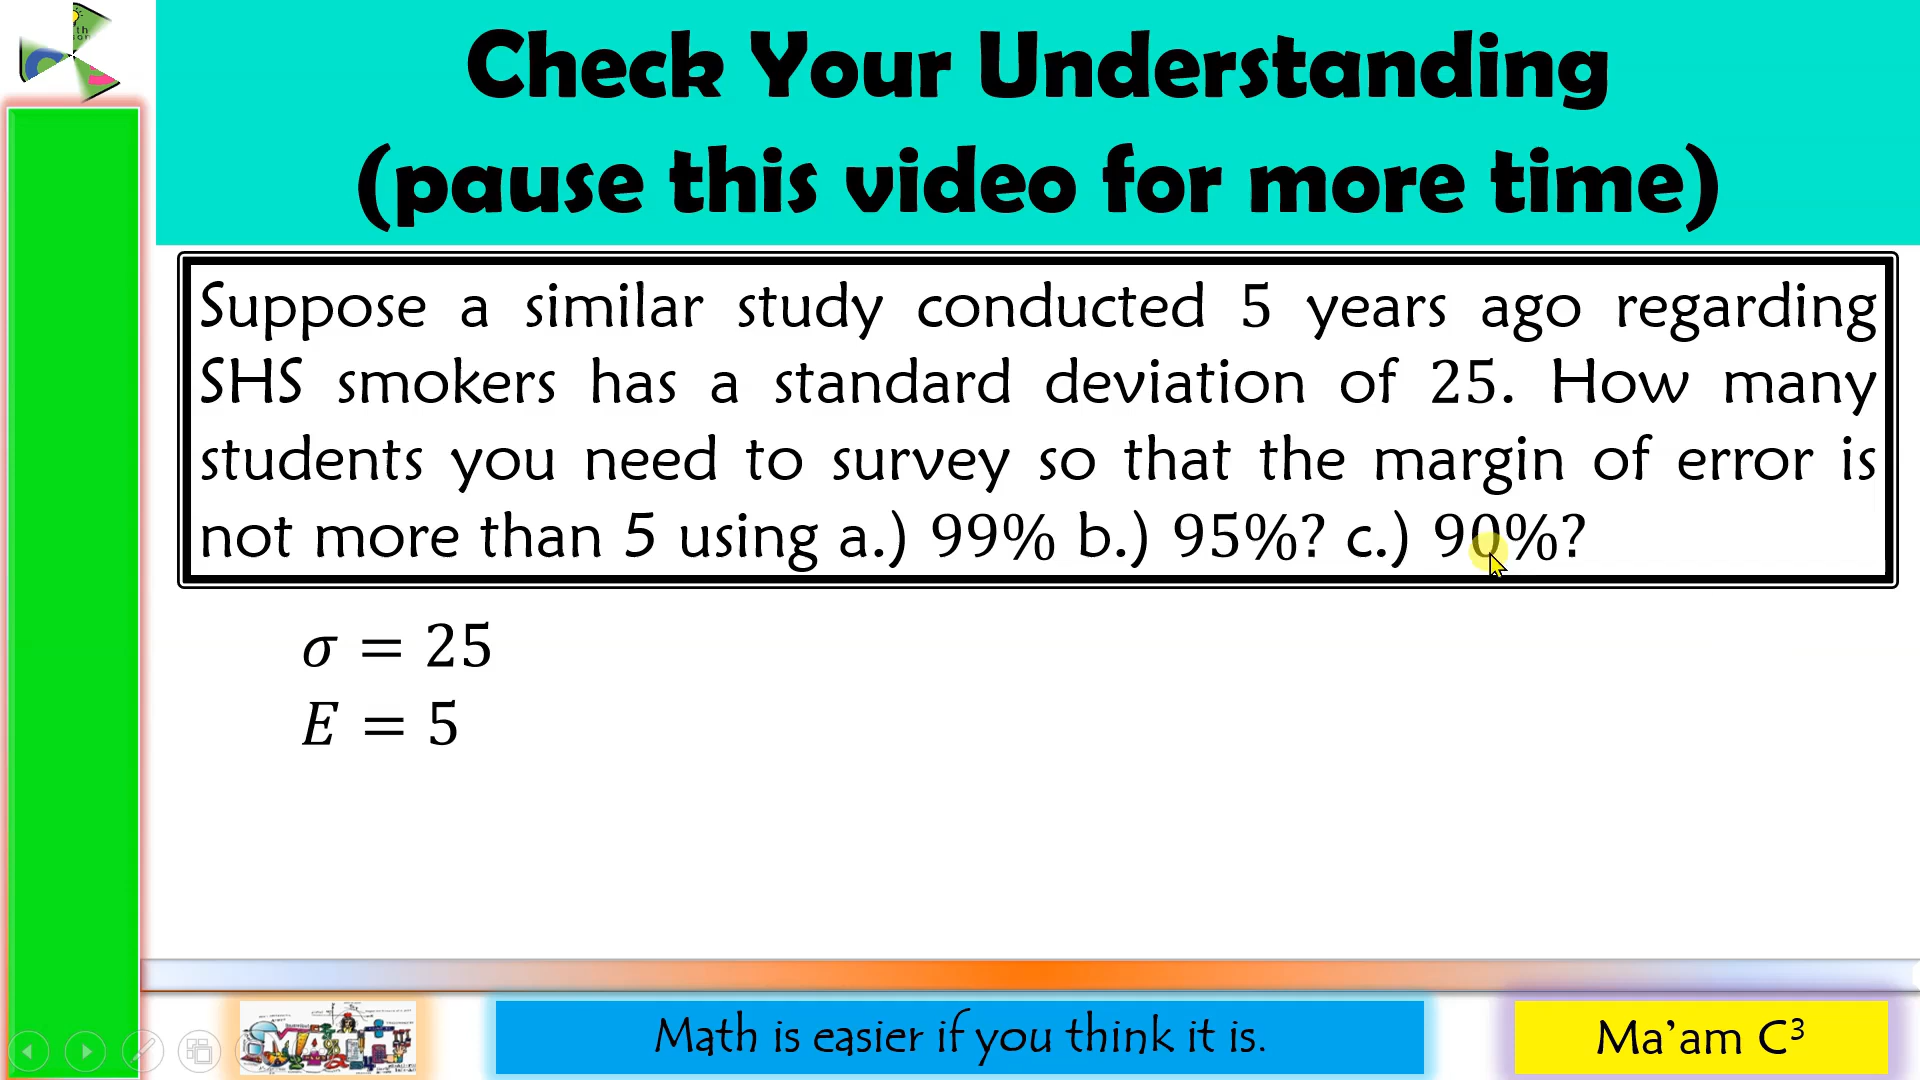 Check Your Understanding
(pause this video for more time)
Suppose a similar study conducted 5 years ago regarding
SHS smokers has a standard deviation of 25. How many
students you need to survey so that the margin of error is
not more than 5 using a.) 99% b.) 95%? c.) 90%?
σ = 25
E = 5
MATH
Math is easier if you think it is.
Ma'am C³